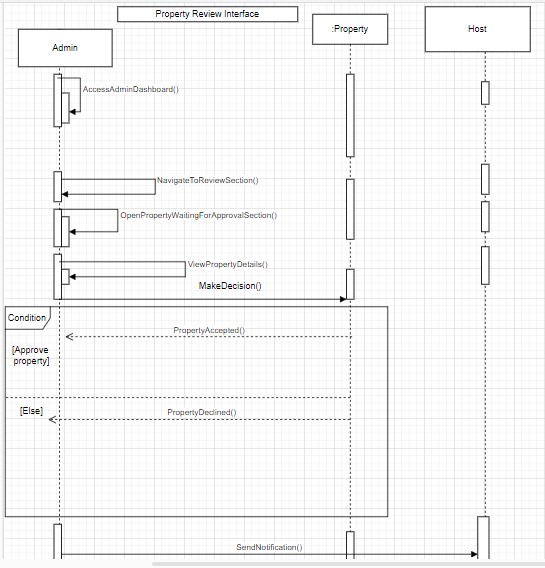 Property Review Interface
Admin
:Property
Host
AccessAdminDashboard()
NavigateToReviewSection()
OpenPropertyWaitingForApprovalSection()
ViewPropertyDetails()
MakeDecision()
Condition
PropertyAccepted()
[Approve
property]
[Else]
PropertyDeclined()
SendNotification()